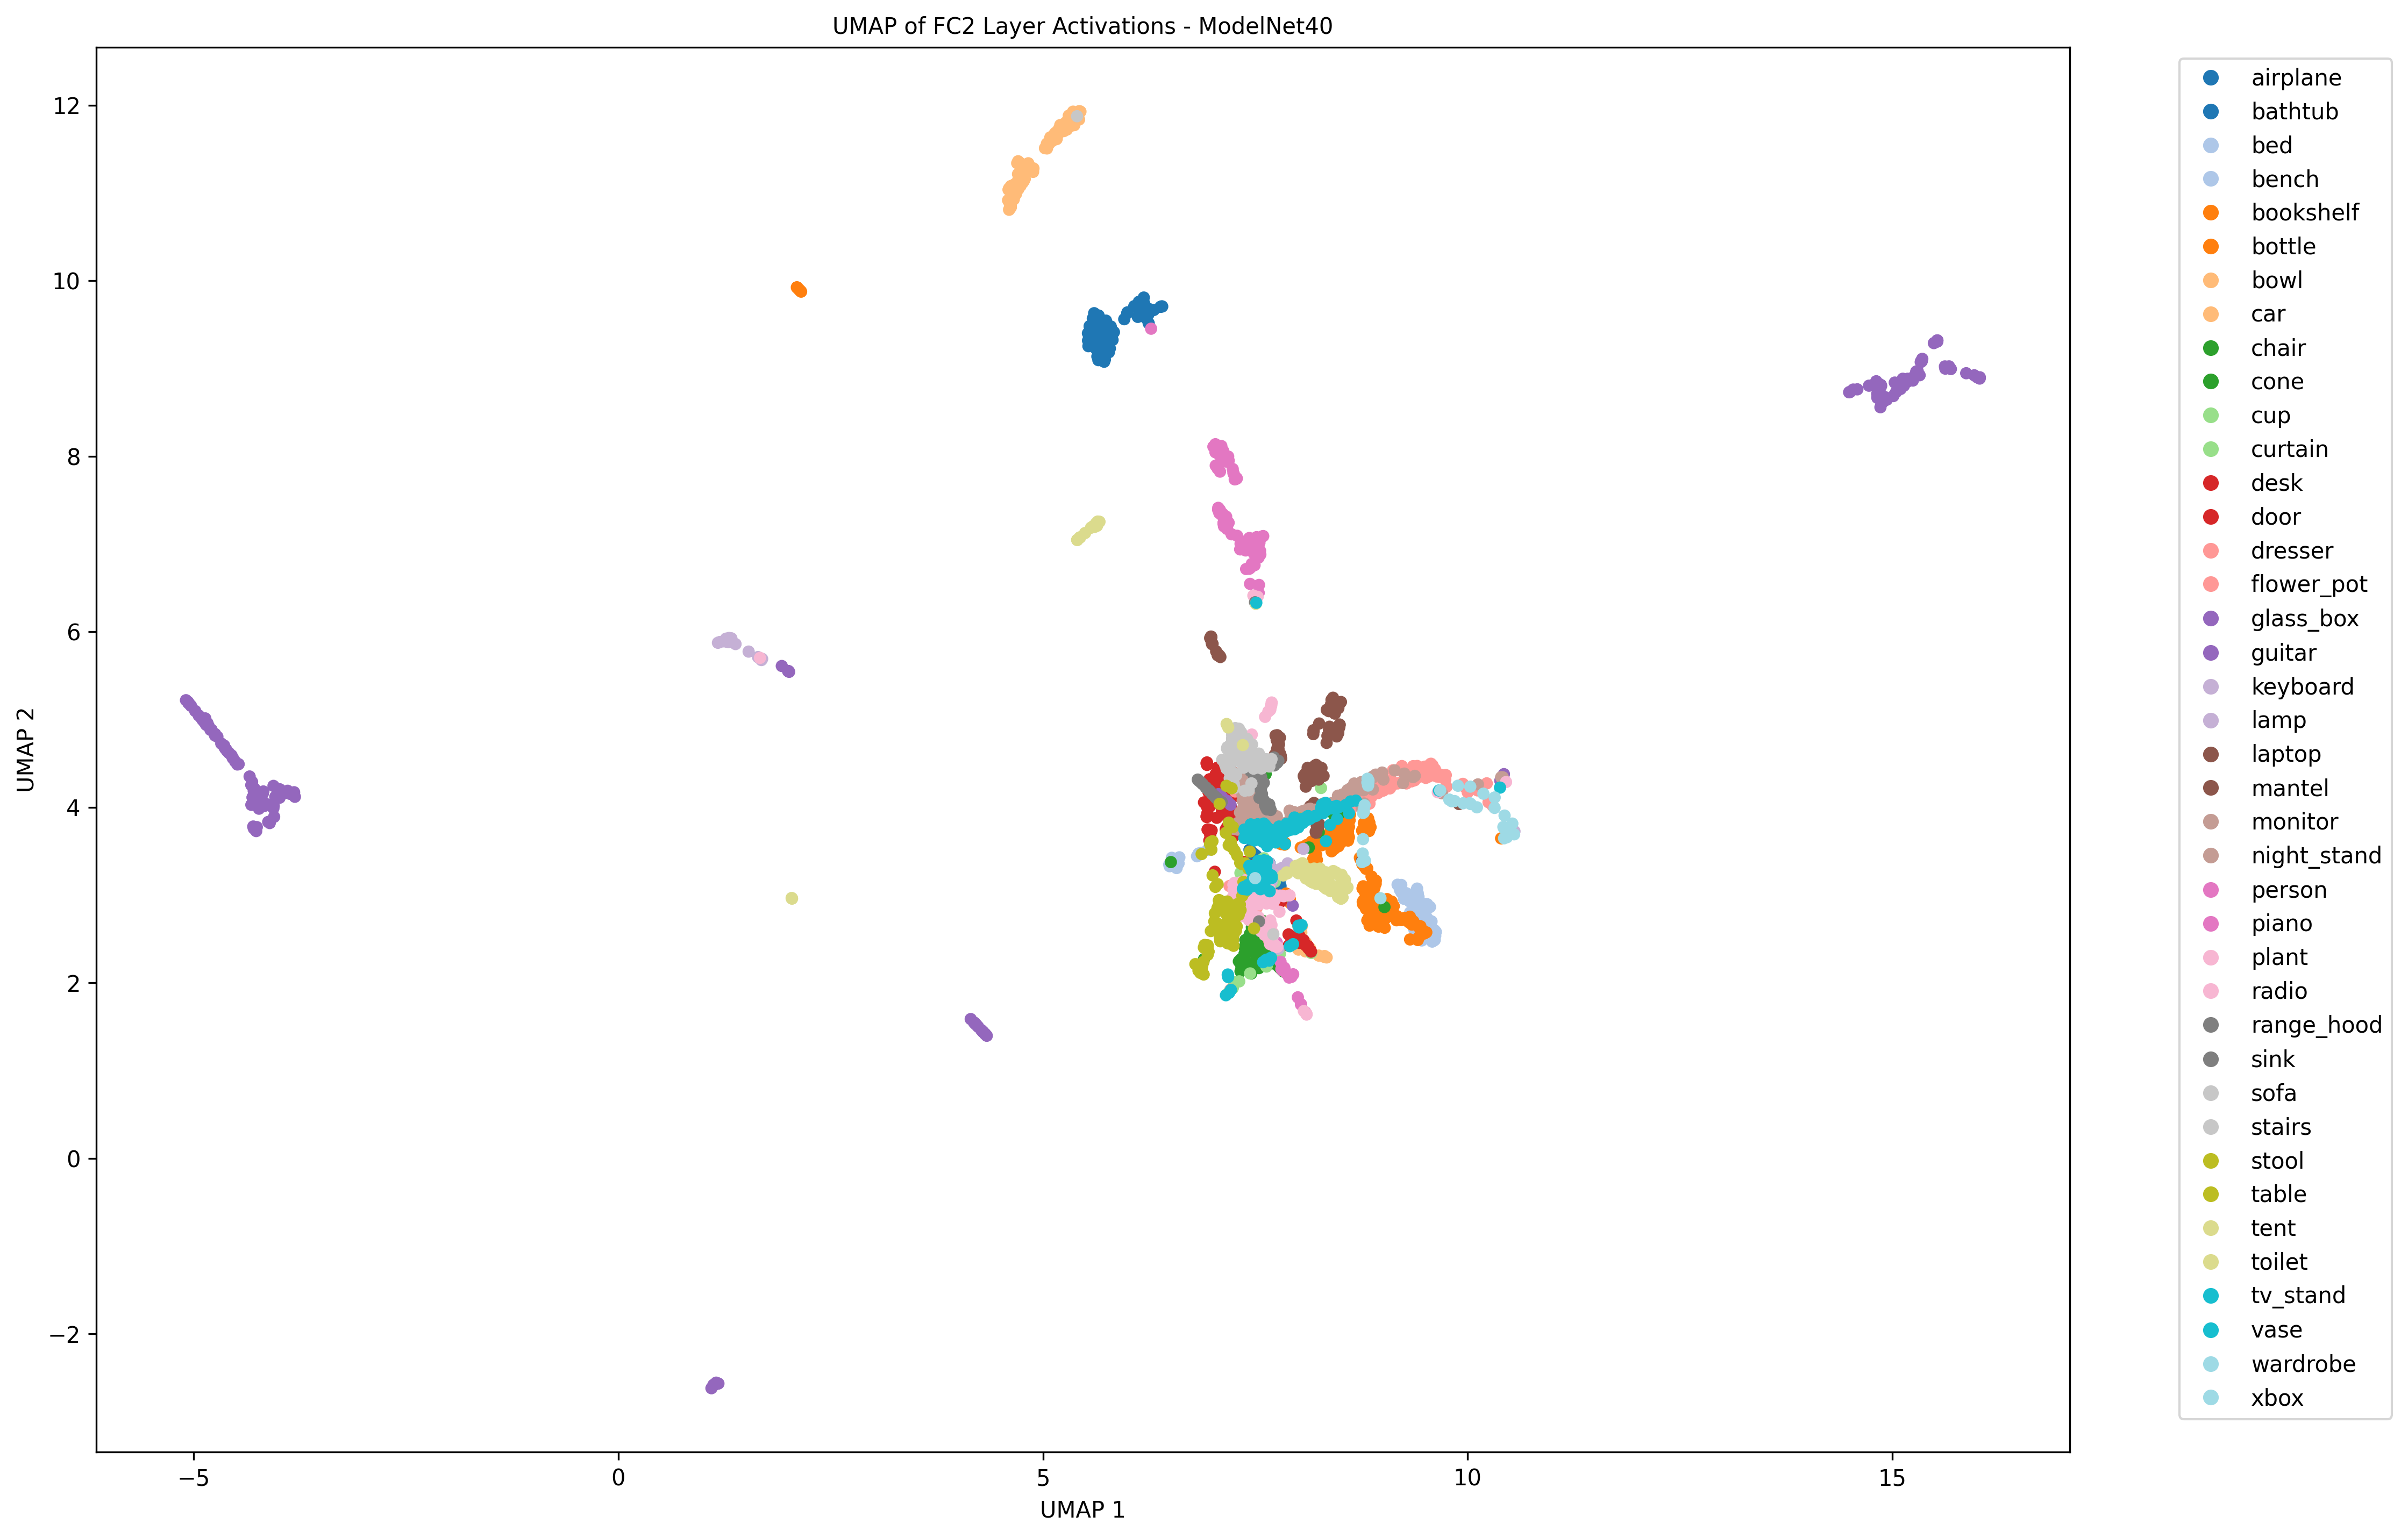 UMAP of FC2 Layer Activations - ModelNet40
12
10
8
6
4
2
0
−2
UMAP 2
−5
0
5
10
15
UMAP 1
airplane
bathtub
bed
bench
bookshelf
bottle
bowl
car
chair
cone
cup
curtain
desk
door
dresser
flower_pot
glass_box
guitar
keyboard
lamp
laptop
mantel
monitor
night_stand
person
piano
plant
radio
range_hood
sink
sofa
stairs
stool
table
tent
toilet
tv_stand
vase
wardrobe
xbox